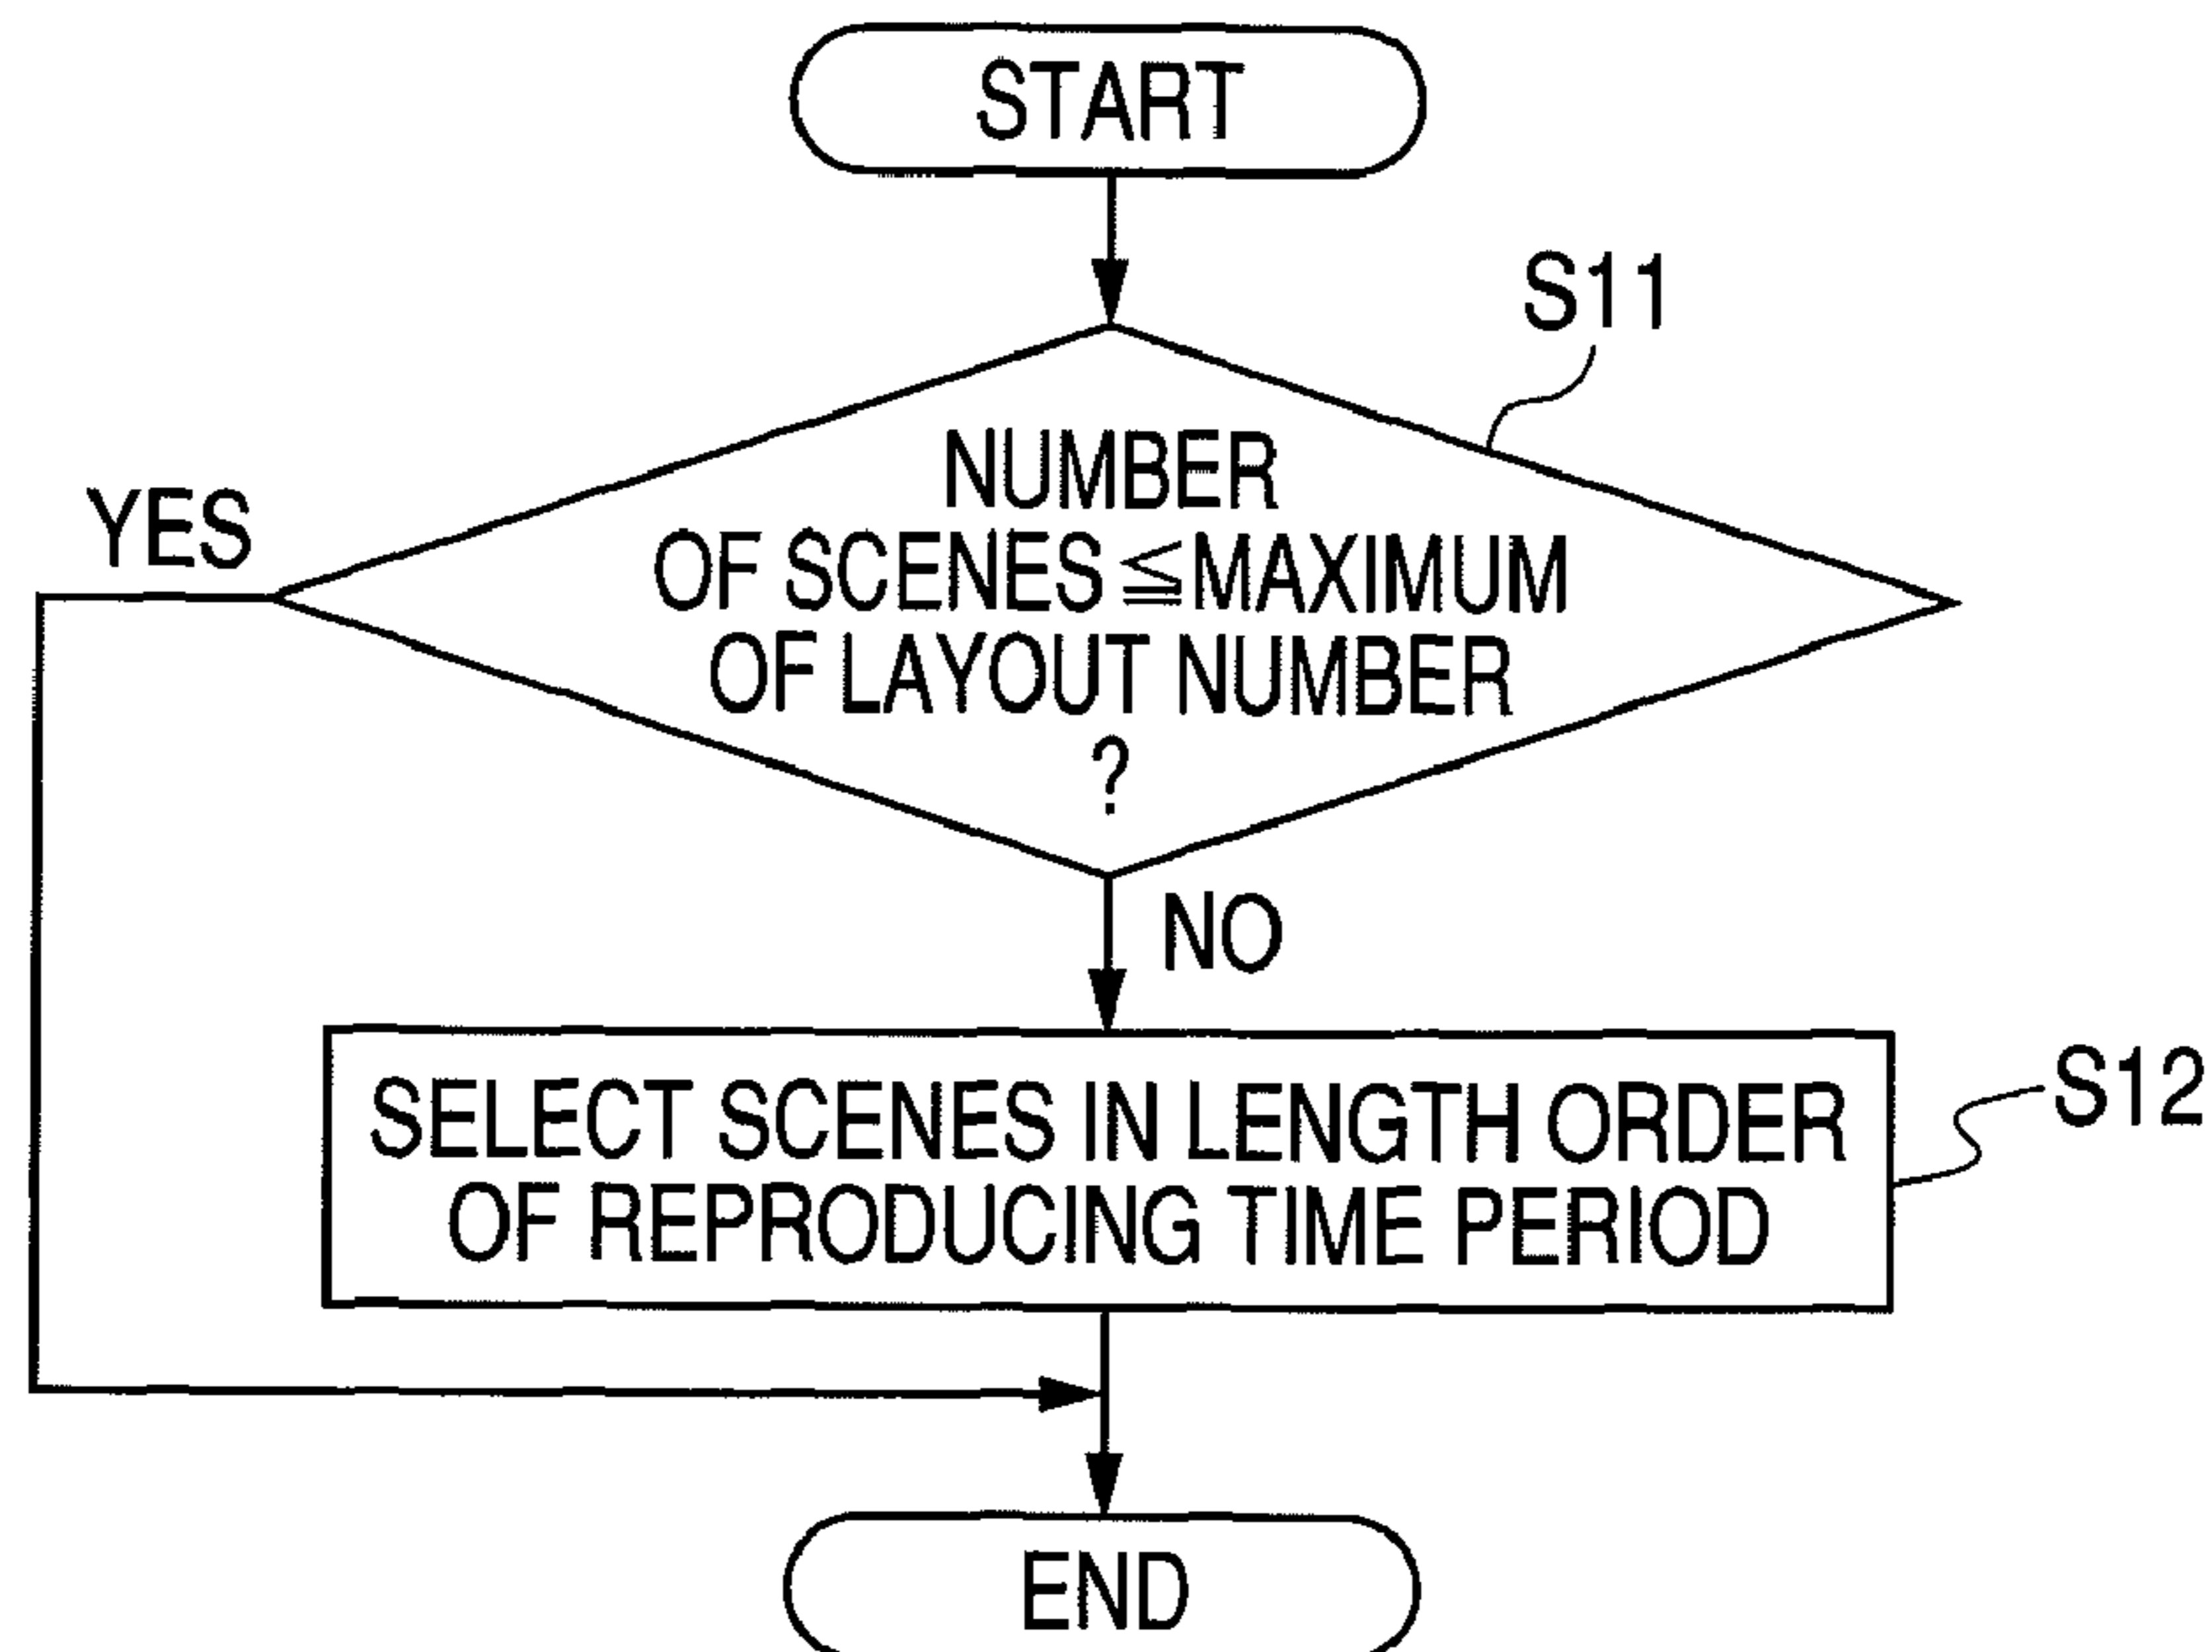 START
S11
NUMBER
OF SCENES ≦MAXIMUM
OF LAYOUT NUMBER
?
YES
NO
SELECT SCENES IN LENGTH ORDER
OF REPRODUCING TIME PERIOD
S12
END